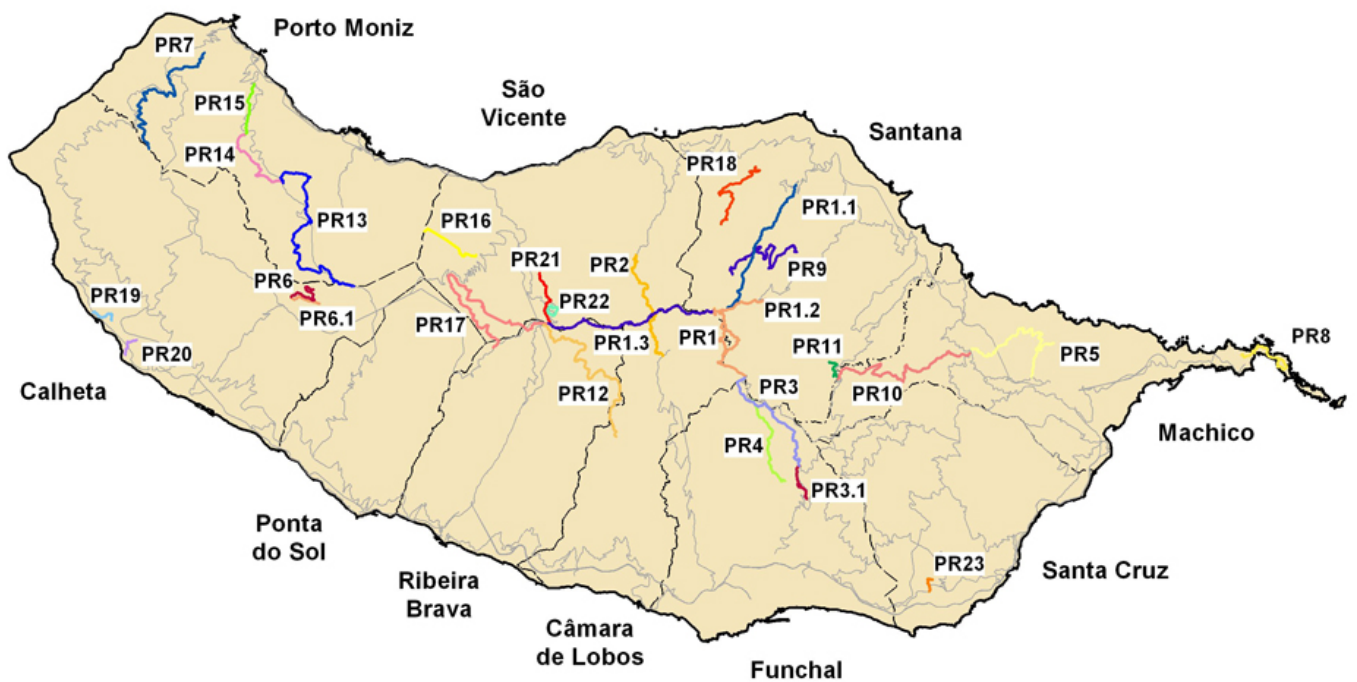 Porto Moniz
PR7
São
Vicente
PR15
Santana
PR14
PR18
PR1.1
PR13
PR16
PR21
PR2
PR9
PR6
PR19
PR22
PR6.1
PR17
PR1.3
PR1
PR1.2
PR11
PR5
PR8
PR20
Calheta
PR12
PR3
PR10
Machico
PR4
PR3.1
Ponta
do Sol
PR23
Santa Cruz
Ribeira
Brava
Câmara
de Lobos
Funchal